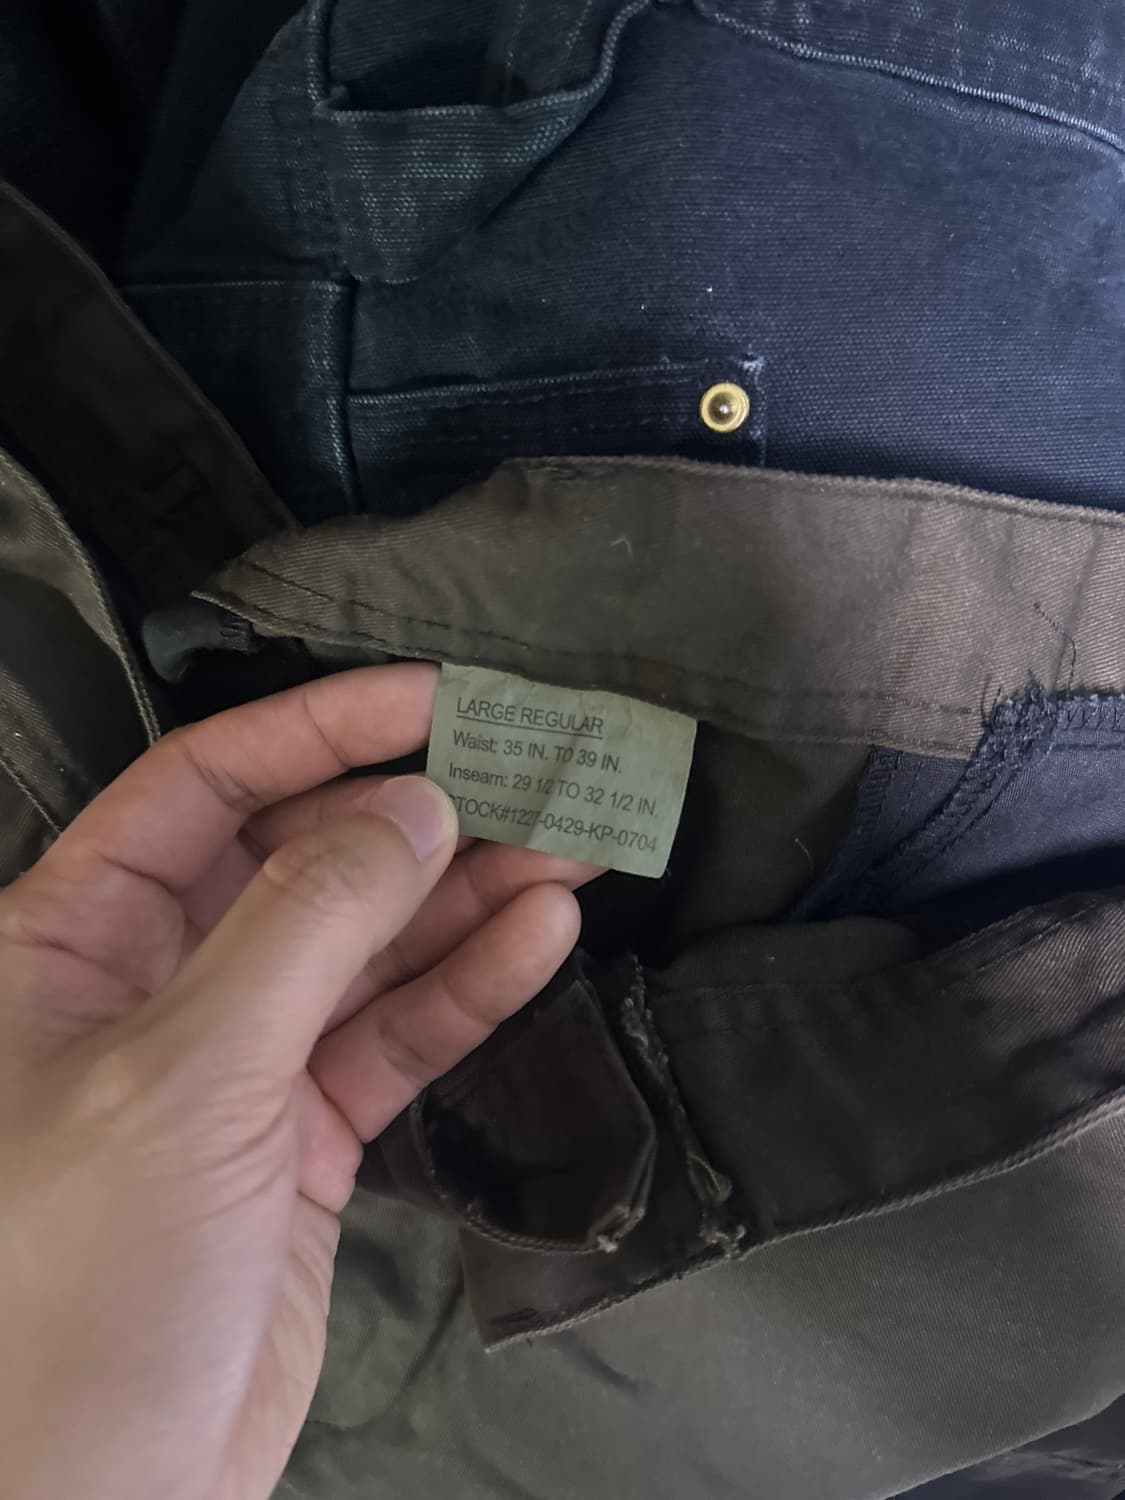 LARGE REGULAR
Waist: 35 IN. TO 39 IN.
Inseam: 29 1/2 TO 32 1/2 IN.
STOCK#1227-0429-KP-0704